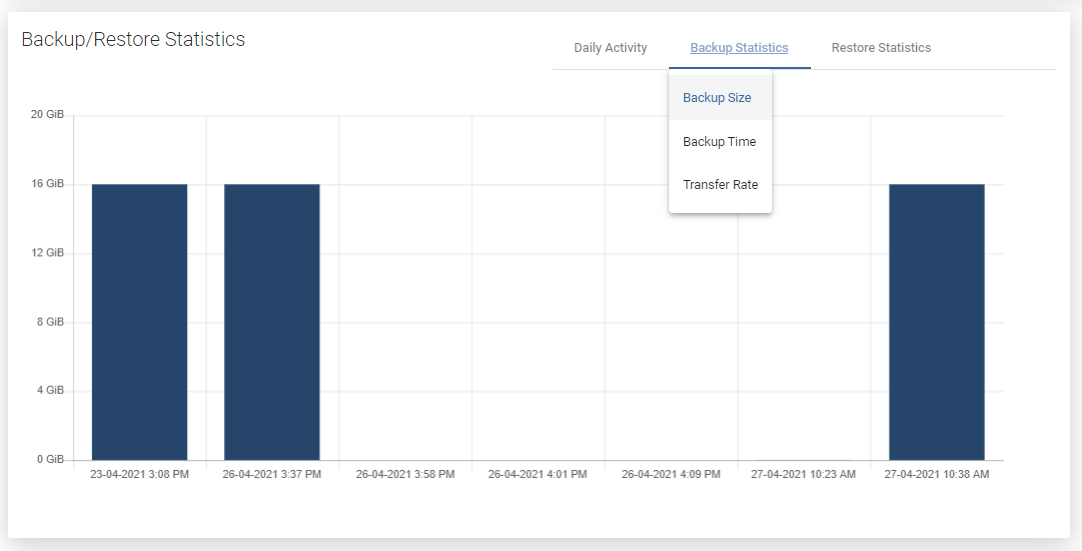 Backup/Restore Statistics
Daily Activity Backup Statistics Restore Statistics
Backup Size
Backup Time
Transfer Rate
20 GiB
16 GiB
12 GiB
8 GiB
4 GiB
0 GiB
23-04-2021 3:08 PM 26-04-2021 3:37 PM 26-04-2021 3:58 PM 26-04-2021 4:01 PM 26-04-2021 4:09 PM 27-04-2021 10:23 AM 27-04-2021 10:38 AM